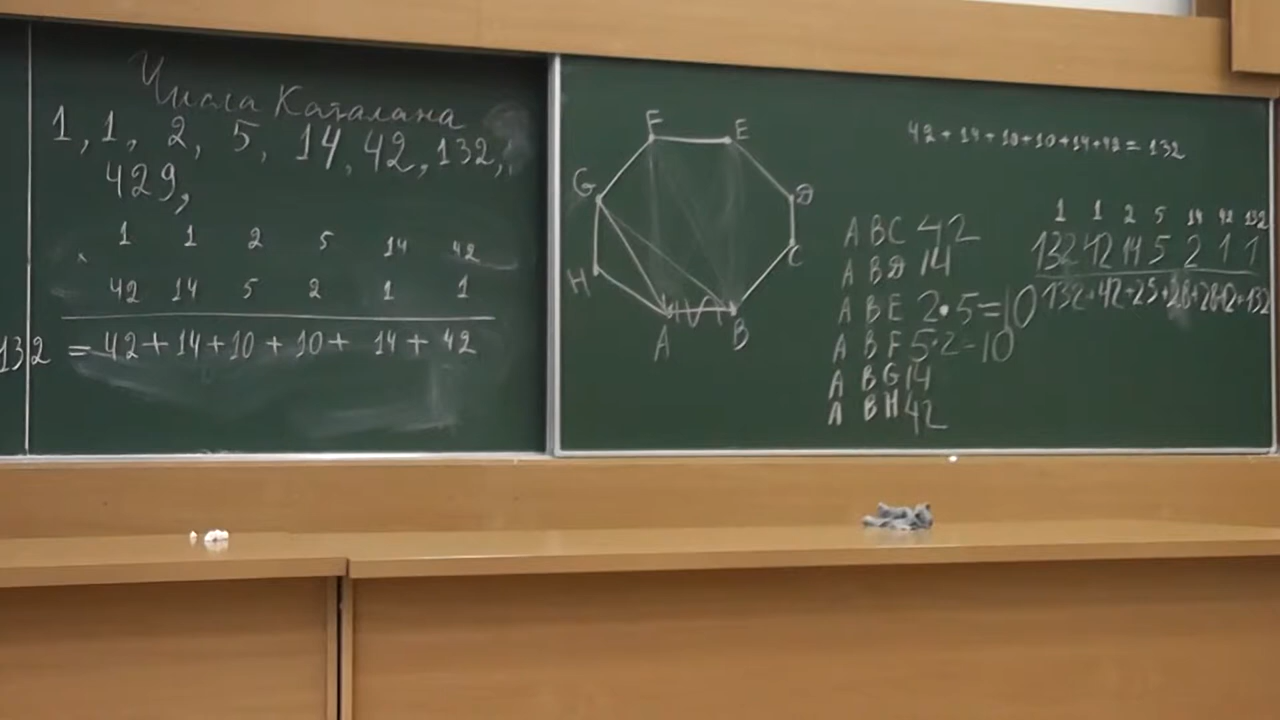 Числа Каталана
1, 1, 2, 5, 14, 42, 132,
429,
1 1 2 5 14 42
42 14 5 2 1 1
132 = 42 + 14 + 10 + 10 + 14 + 42
F E
G D
C
H
A B
42+14+10+10+14+42 = 132
ABC 42
ABD 14
ABE 2•5=10
ABF 5•2=10
ABG 14
ABH 42
1 1 2 5 14 42 132
132 42 14 5 2 1 1